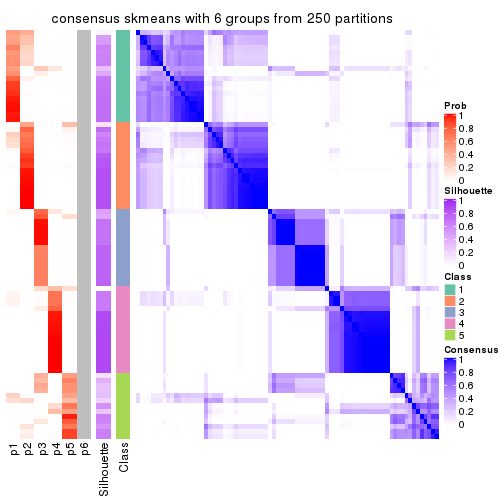 consensus skmeans with 6 groups from 250 partitions
Prob
1
0.8
0.6
0.4
0.2
0
Silhouette
1
0.8
0.6
0.4
0.2
0
Class
1
2
3
4
5
Consensus
1
0.8
0.6
0.4
0.2
0
p1
p2
p3
p4
p5
p6
Silhouette
Class